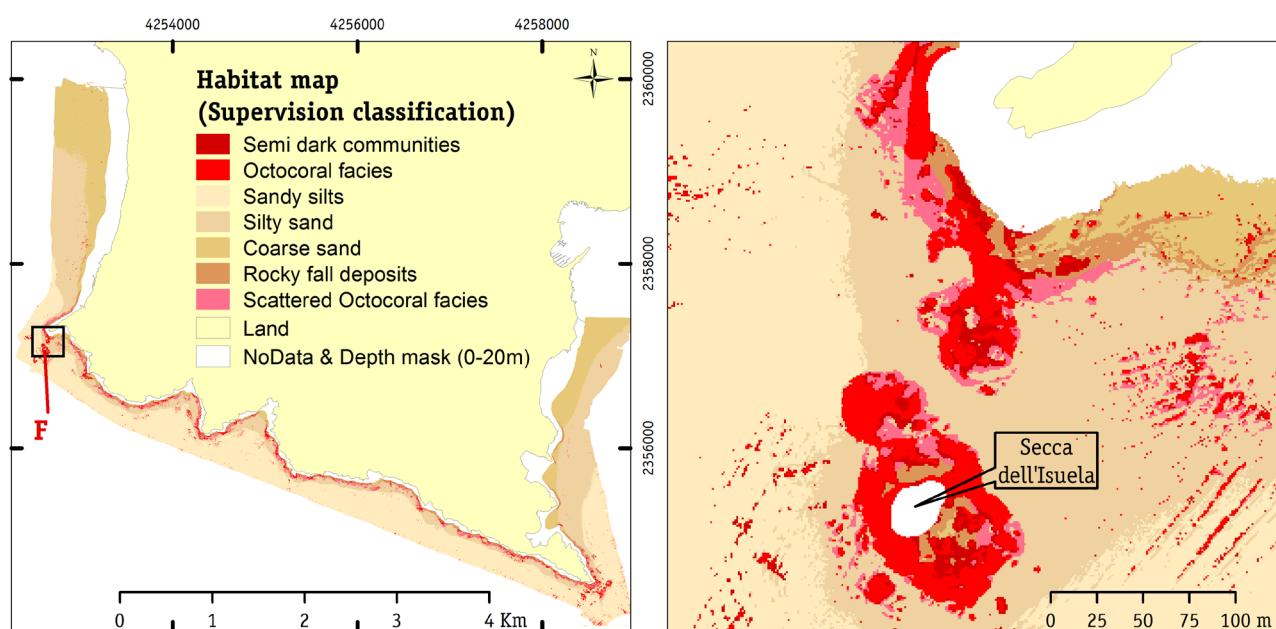 4254000
4256000
4258000
N
2360000
2358000
2356000
Habitat map
(Supervision classification)
Semi dark communities
Octocoral facies
Sandy silts
Silty sand
Coarse sand
Rocky fall deposits
Scattered Octocoral facies
Land
NoData & Depth mask (0-20m)
F
0 1 2 3 4 Km
Secca
dell'Isuela
0 25 50 75 100 m